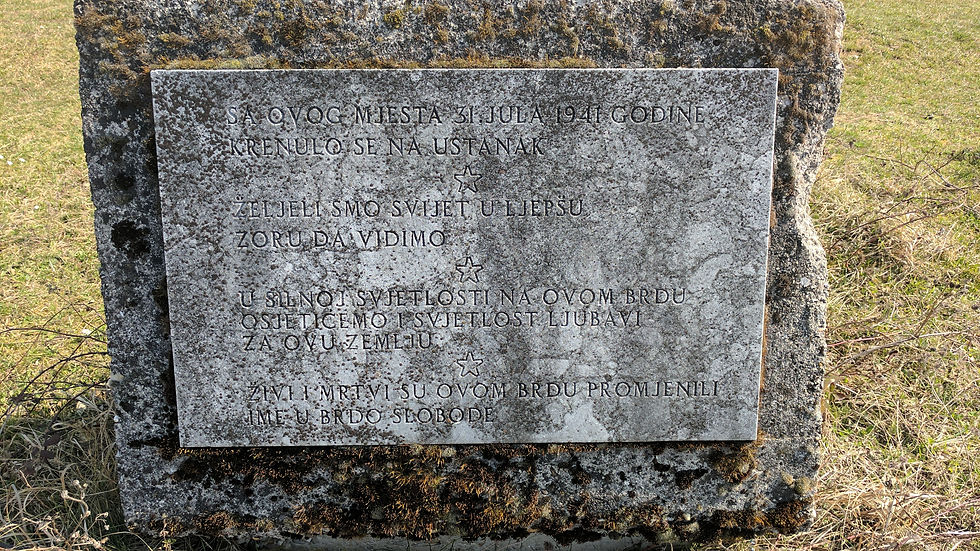 SA OVOG MJESTA 31. JULA 1941 GODINE
KRENULO SE NA USTANAK
ŽELJELI SMO SVIJET U LJEPŠU
ZORU DA VIDIMO
U SILNOJ SVJETLOSTI NA OVOM BRDU
OSJETIĆEMO I SVJETLOST LJUBAVI
ZA OVU ZEMLJU
ŽIVI I MRTVI SU OVOM BRDU PROMJENILI
IME U BRDO SLOBODE